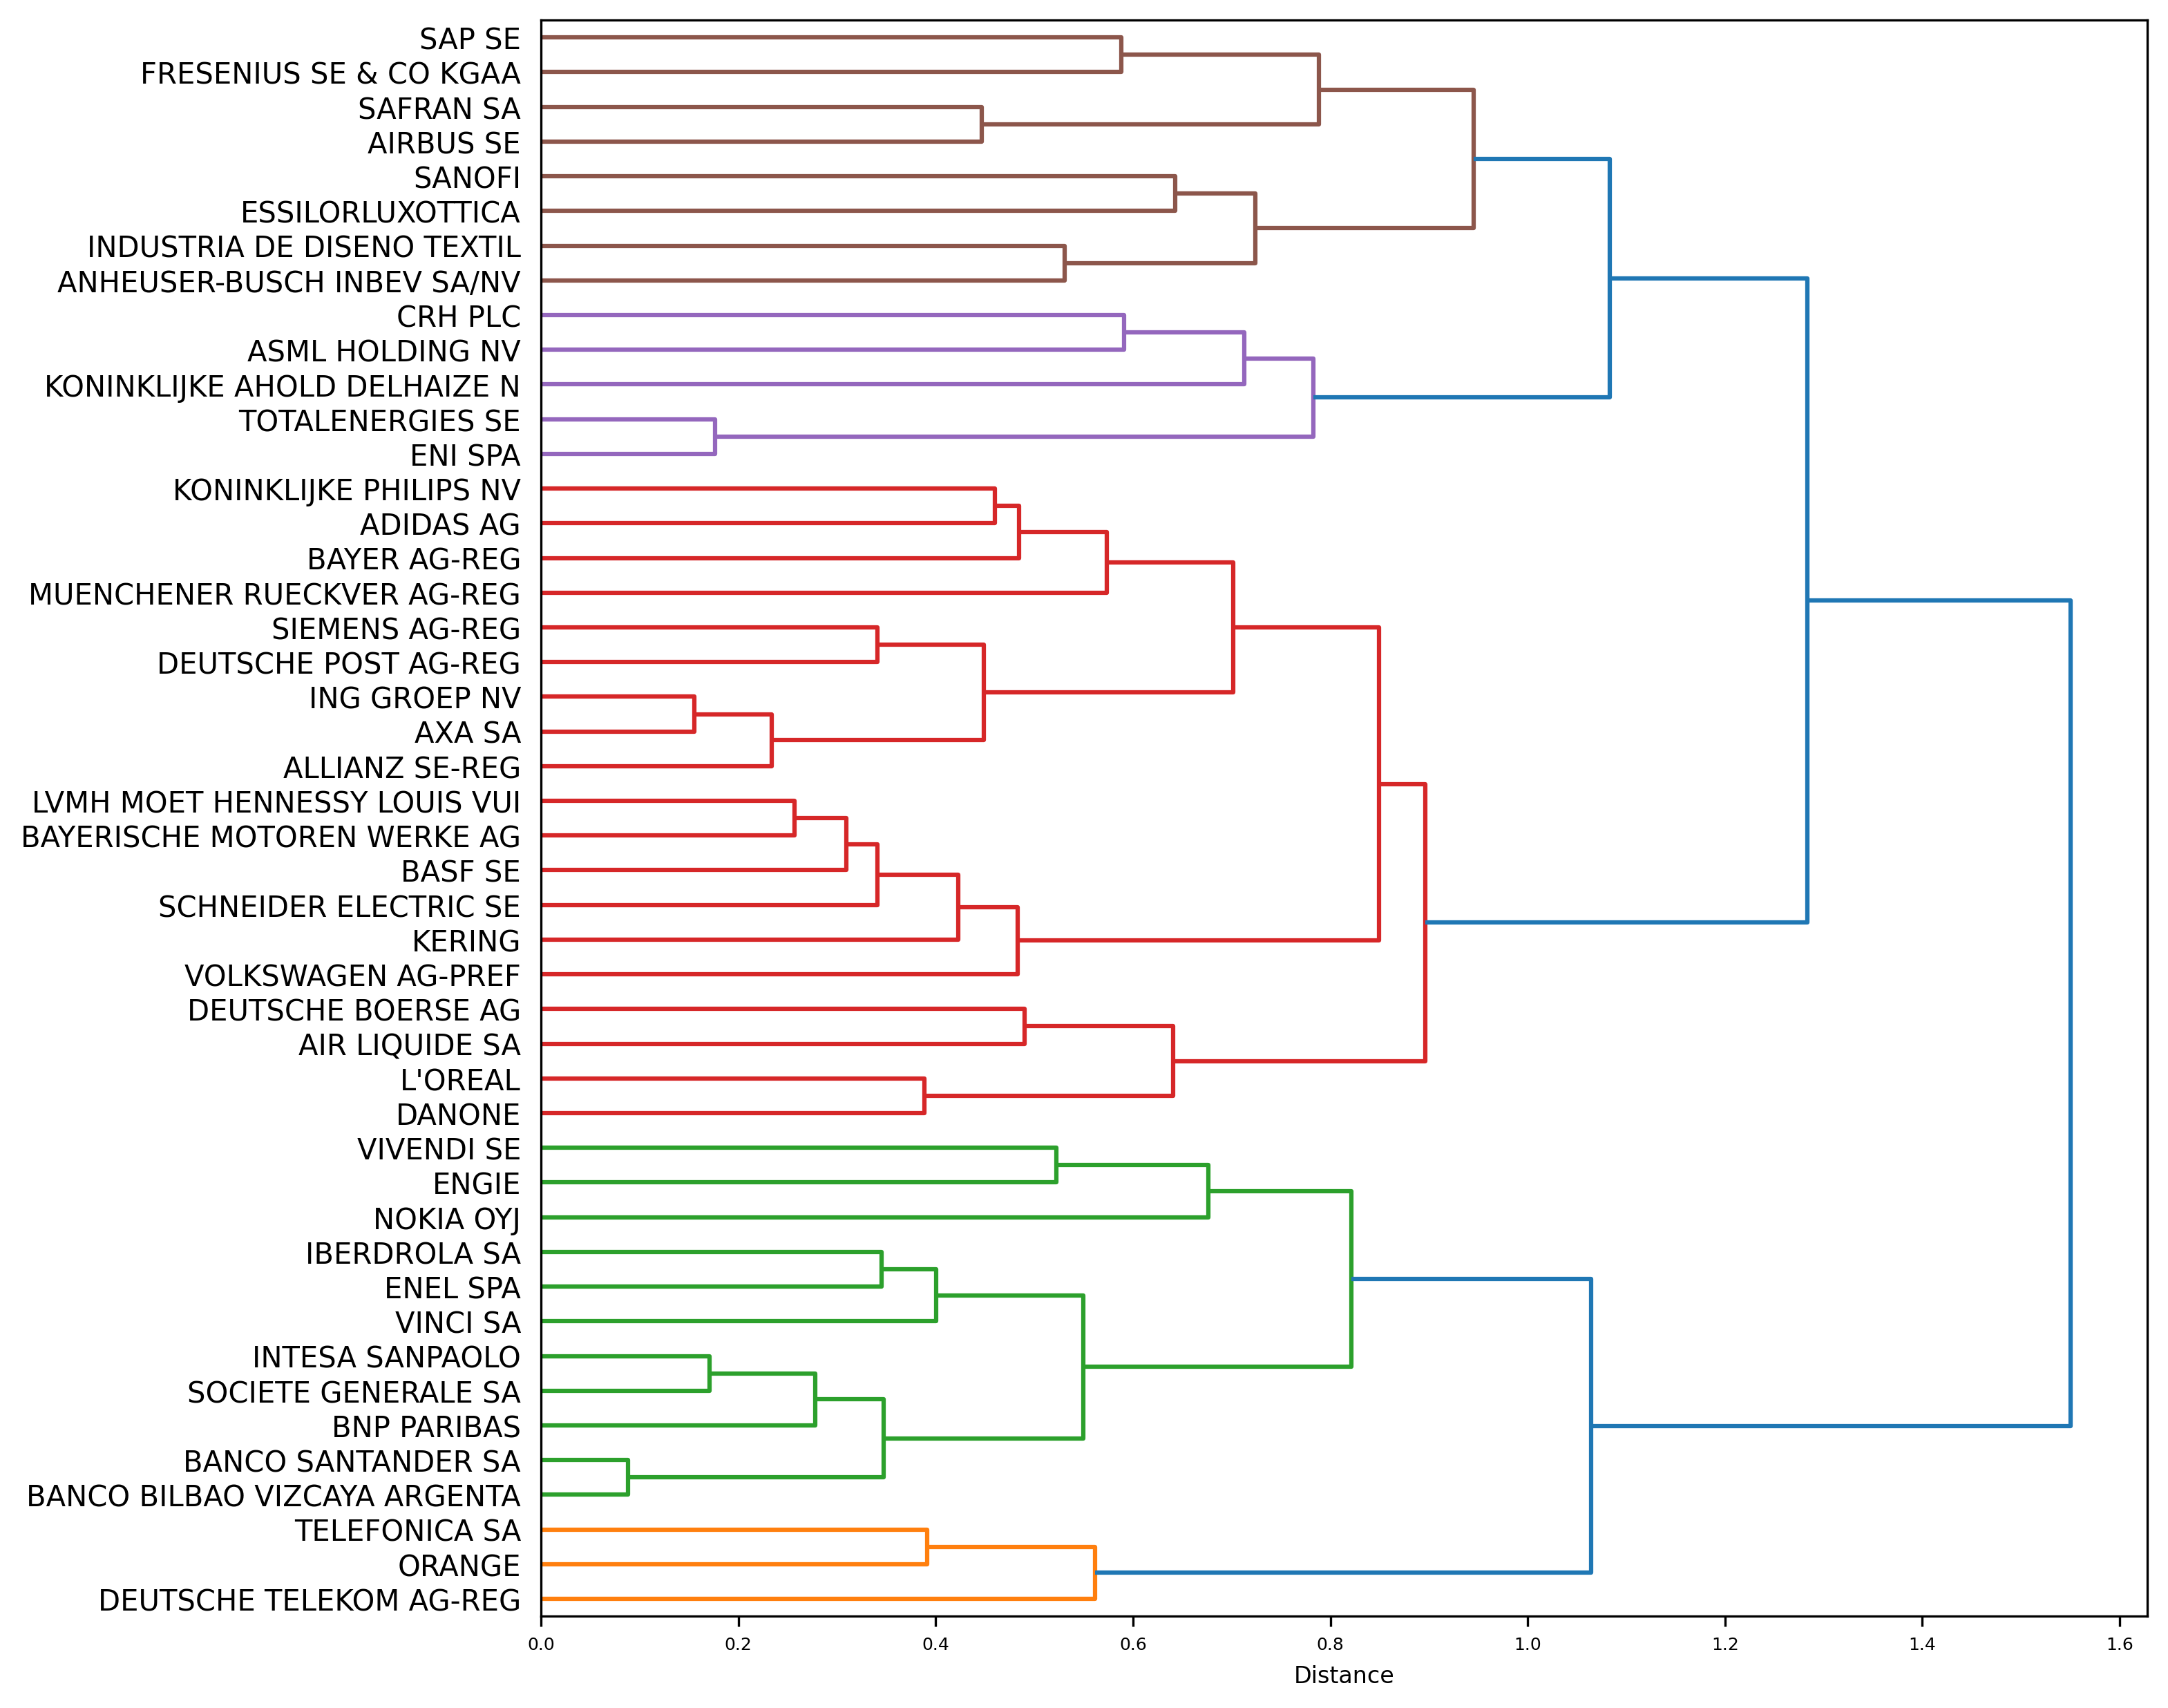 SAP SE
FRESENIUS SE & CO KGAA
SAFRAN SA
AIRBUS SE
SANOFI
ESSILORLUXOTTICA
INDUSTRIA DE DISENO TEXTIL
ANHEUSER-BUSCH INBEV SA/NV
CRH PLC
ASML HOLDING NV
KONINKLIJKE AHOLD DELHAIZE N
TOTALENERGIES SE
ENI SPA
KONINKLIJKE PHILIPS NV
ADIDAS AG
BAYER AG-REG
MUENCHENER RUECKVER AG-REG
SIEMENS AG-REG
DEUTSCHE POST AG-REG
ING GROEP NV
AXA SA
ALLIANZ SE-REG
LVMH MOET HENNESSY LOUIS VUI
BAYERISCHE MOTOREN WERKE AG
BASF SE
SCHNEIDER ELECTRIC SE
KERING
VOLKSWAGEN AG-PREF
DEUTSCHE BOERSE AG
AIR LIQUIDE SA
L'OREAL
DANONE
VIVENDI SE
ENGIE
NOKIA OYJ
IBERDROLA SA
ENEL SPA
VINCI SA
INTESA SANPAOLO
SOCIETE GENERALE SA
BNP PARIBAS
BANCO SANTANDER SA
BANCO BILBAO VIZCAYA ARGENTA
TELEFONICA SA
ORANGE
DEUTSCHE TELEKOM AG-REG
0.0 0.2 0.4 0.6 0.8 1.0 1.2 1.4 1.6
Distance